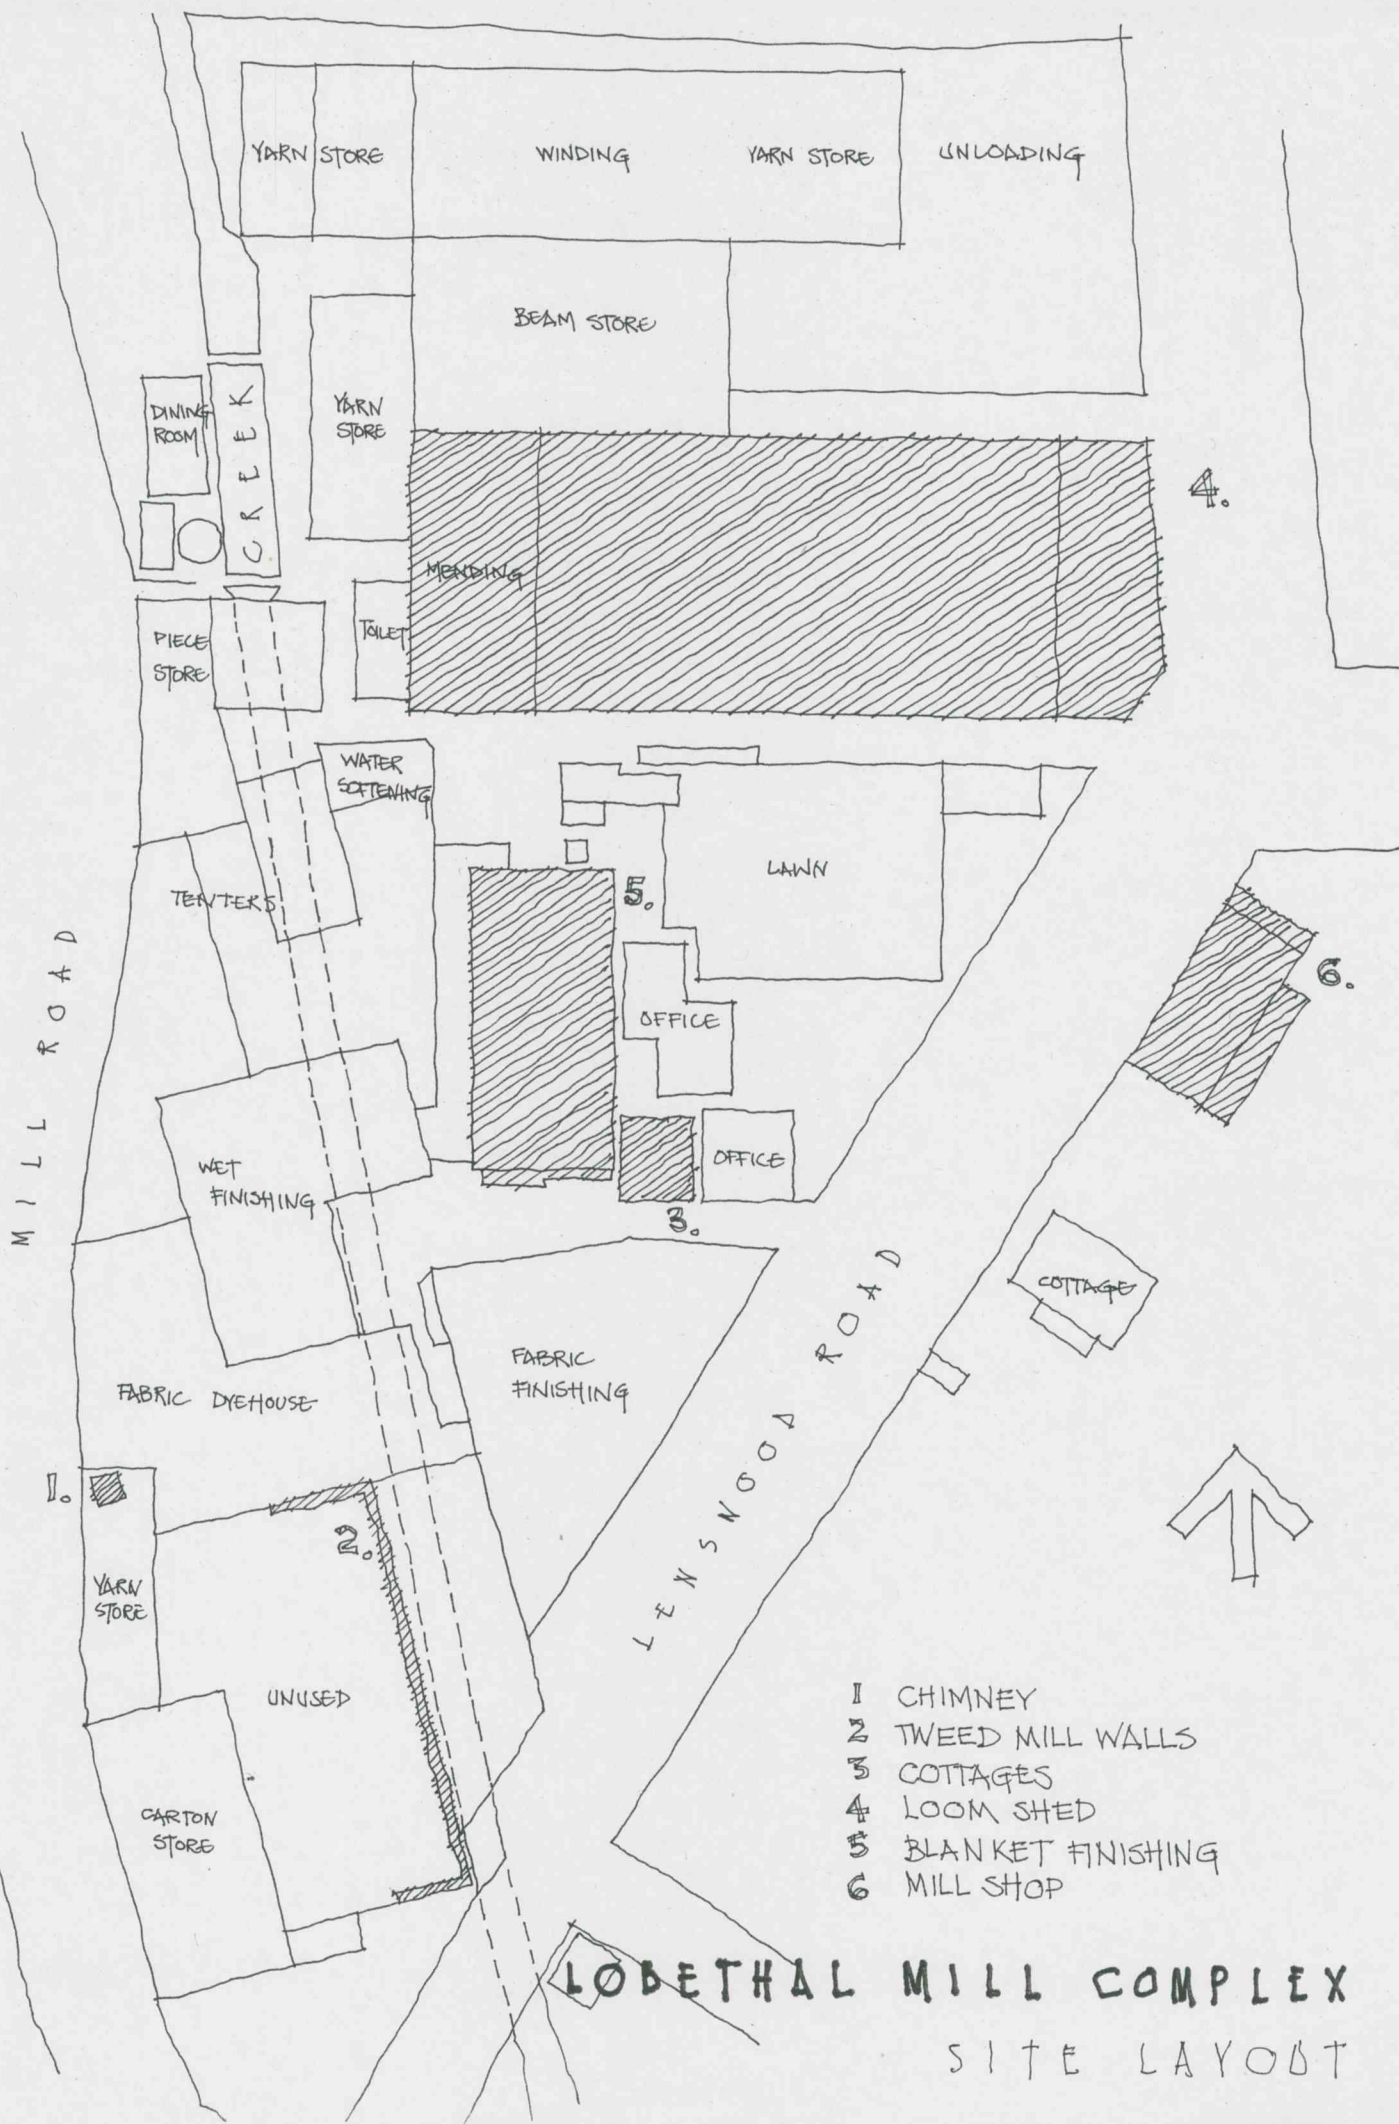 YARN STORE
WINDING
YARN STORE
UNLOADING
BEAM STORE
DINING
ROOM
CREEK
YARN
STORE
4.
MENDING
TOILET
PIECE
STORE
WATER
SOFTENING
LAWN
5.
TENTERS
MILL ROAD
OFFICE
6.
WET
FINISHING
OFFICE
3.
COTTAGE
FABRIC
FINISHING
LENSWOOD ROAD
FABRIC DYEHOUSE
1.
2.
YARN
STORE
UNUSED
CARTON
STORE
1 CHIMNEY
2 TWEED MILL WALLS
3 COTTAGES
4 LOOM SHED
5 BLANKET FINISHING
6 MILL SHOP
LOBETHAL MILL COMPLEX
SITE LAYOUT